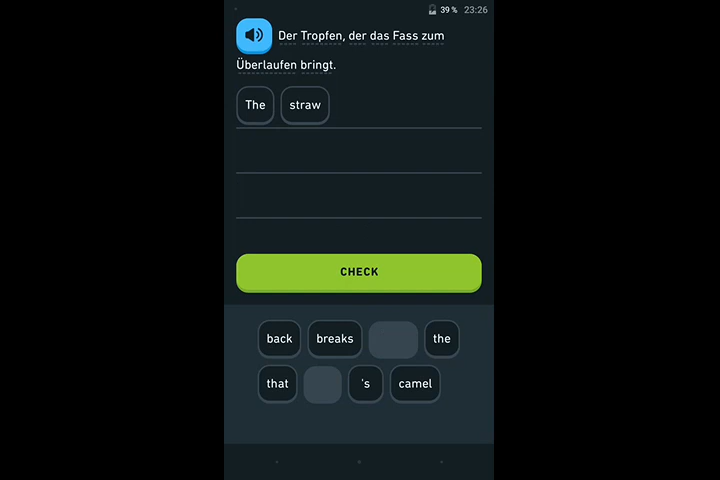 39 % 23:26
Der Tropfen, der das Fass zum
Überlaufen bringt.
The straw
CHECK
back breaks the
that 's camel